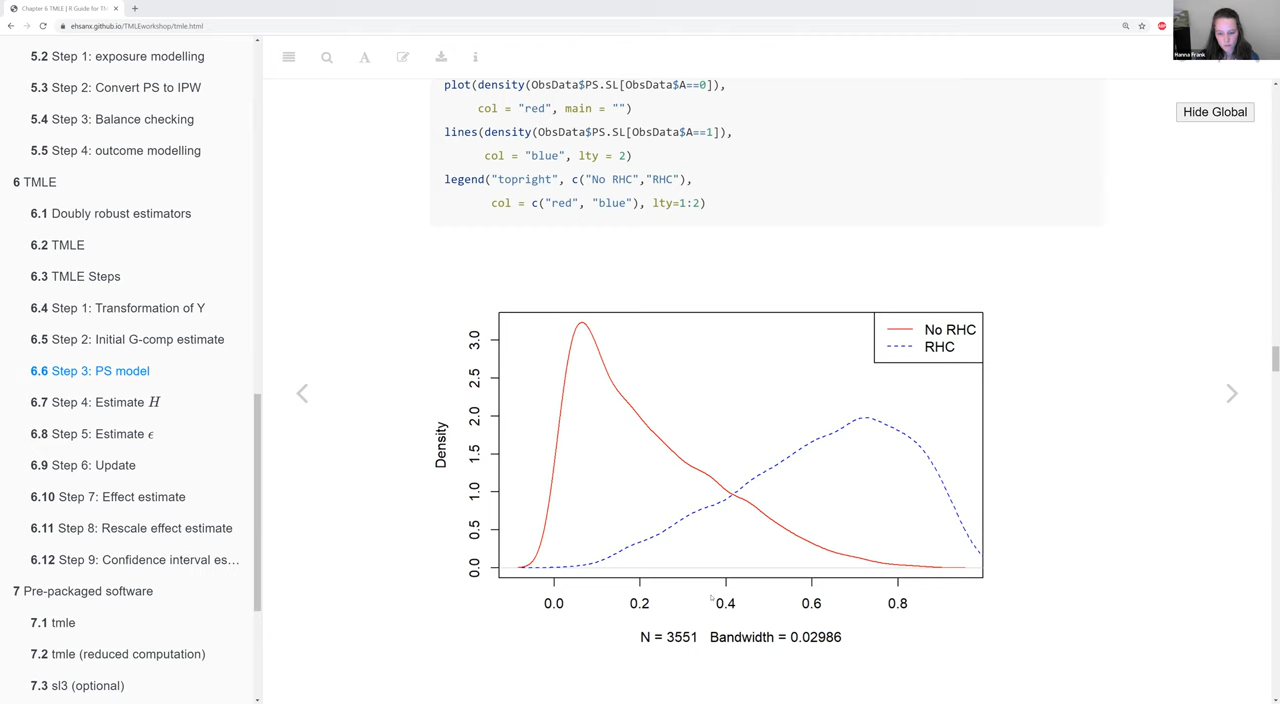 Chapter 6 TMLE | R Guide for TM
ehsanx.github.io/TMLEworkshop/tmle.html
Hanna Frank
5.2 Step 1: exposure modelling
5.3 Step 2: Convert PS to IPW
5.4 Step 3: Balance checking
5.5 Step 4: outcome modelling
6 TMLE
6.1 Doubly robust estimators
6.2 TMLE
6.3 TMLE Steps
6.4 Step 1: Transformation of Y
6.5 Step 2: Initial G-comp estimate
6.6 Step 3: PS model
6.7 Step 4: Estimate H
6.8 Step 5: Estimate ϵ
6.9 Step 6: Update
6.10 Step 7: Effect estimate
6.11 Step 8: Rescale effect estimate
6.12 Step 9: Confidence interval es...
7 Pre-packaged software
7.1 tmle
7.2 tmle (reduced computation)
7.3 sl3 (optional)
Hide Global
plot(density(ObsData$PS.SL[ObsData$A==0]),
col = "red", main = "")
lines(density(ObsData$PS.SL[ObsData$A==1]),
col = "blue", lty = 2)
legend("topright", c("No RHC","RHC"),
col = c("red", "blue"), lty=1:2)
No RHC
RHC
Density
3.0
2.5
2.0
1.5
1.0
0.5
0.0
0.0 0.2 0.4 0.6 0.8
N = 3551 Bandwidth = 0.02986